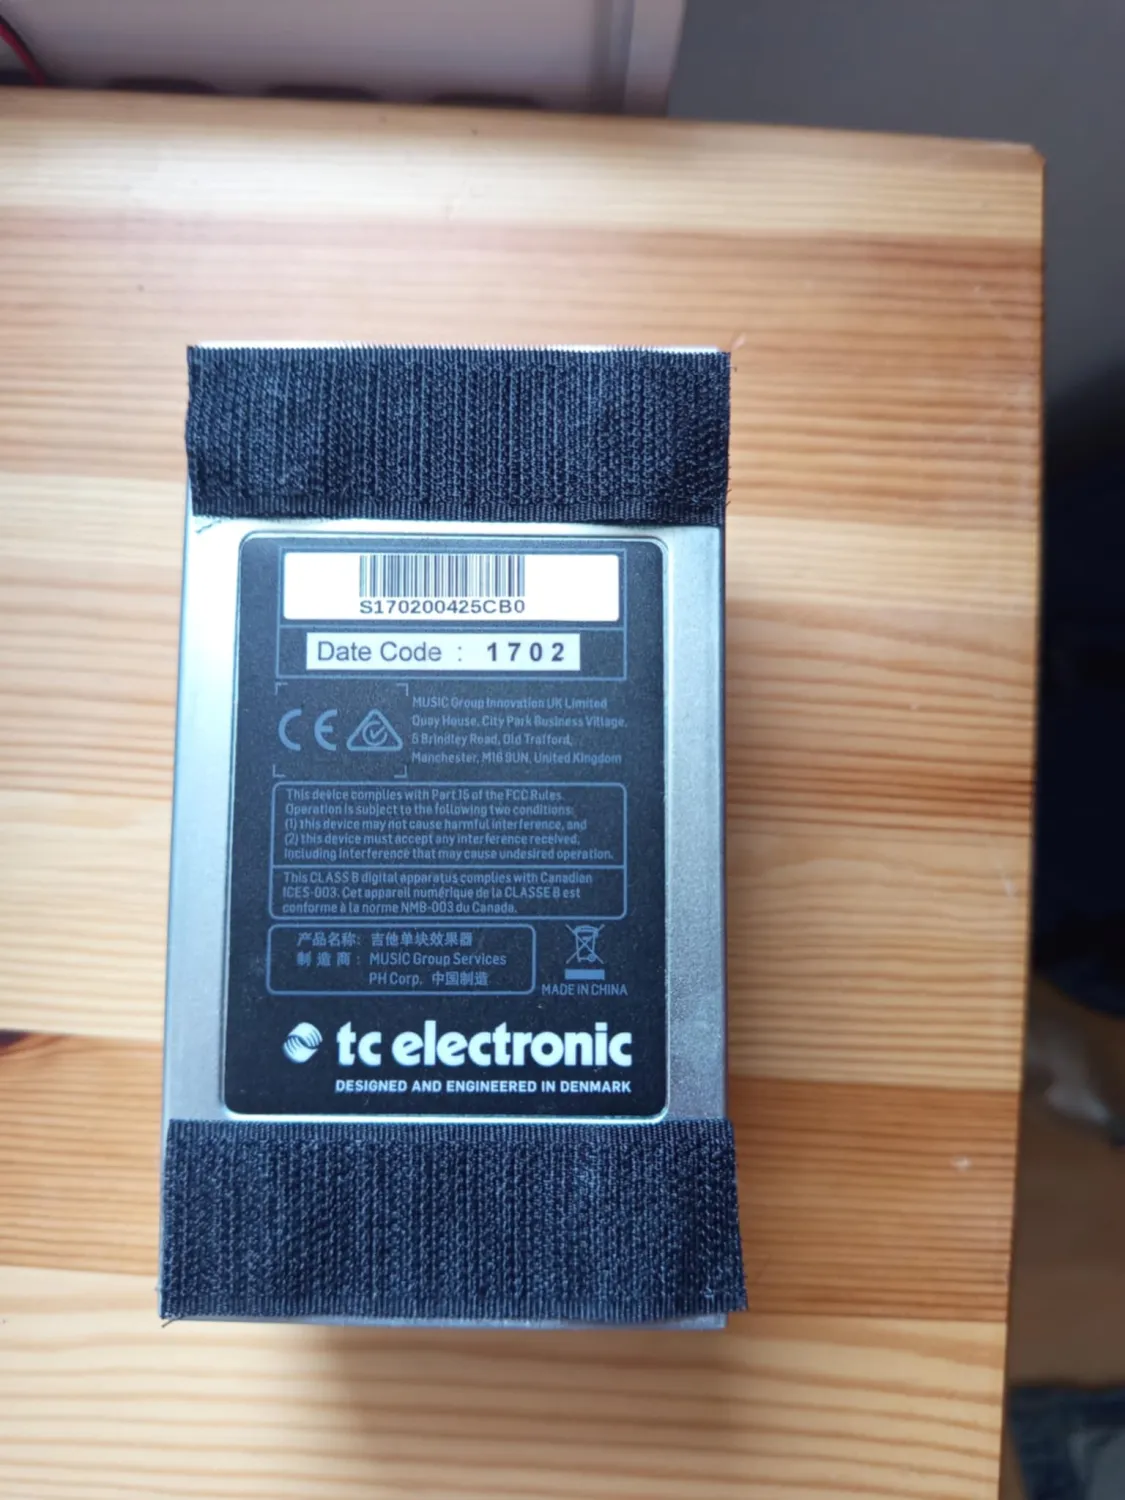 S170200425CB0
Date Code : 1702
CE
MUSIC Group Innovation UK Limited
Quay House, City Park Business Village,
5 Brindley Road, Old Trafford,
Manchester, M16 9UN, United Kingdom
This device complies with Part 15 of the FCC Rules.
Operation is subject to the following two conditions:
(1) this device may not cause harmful interference, and
(2) this device must accept any interference received,
including interference that may cause undesired operation.
This CLASS B digital apparatus complies with Canadian
ICES-003. Cet appareil numérique de la CLASSE B est
conforme à la norme NMB-003 du Canada.
产品名称: 吉他单块效果器
制造商: MUSIC Group Services
PH Corp. 中国制造
MADE IN CHINA
tc electronic
DESIGNED AND ENGINEERED IN DENMARK